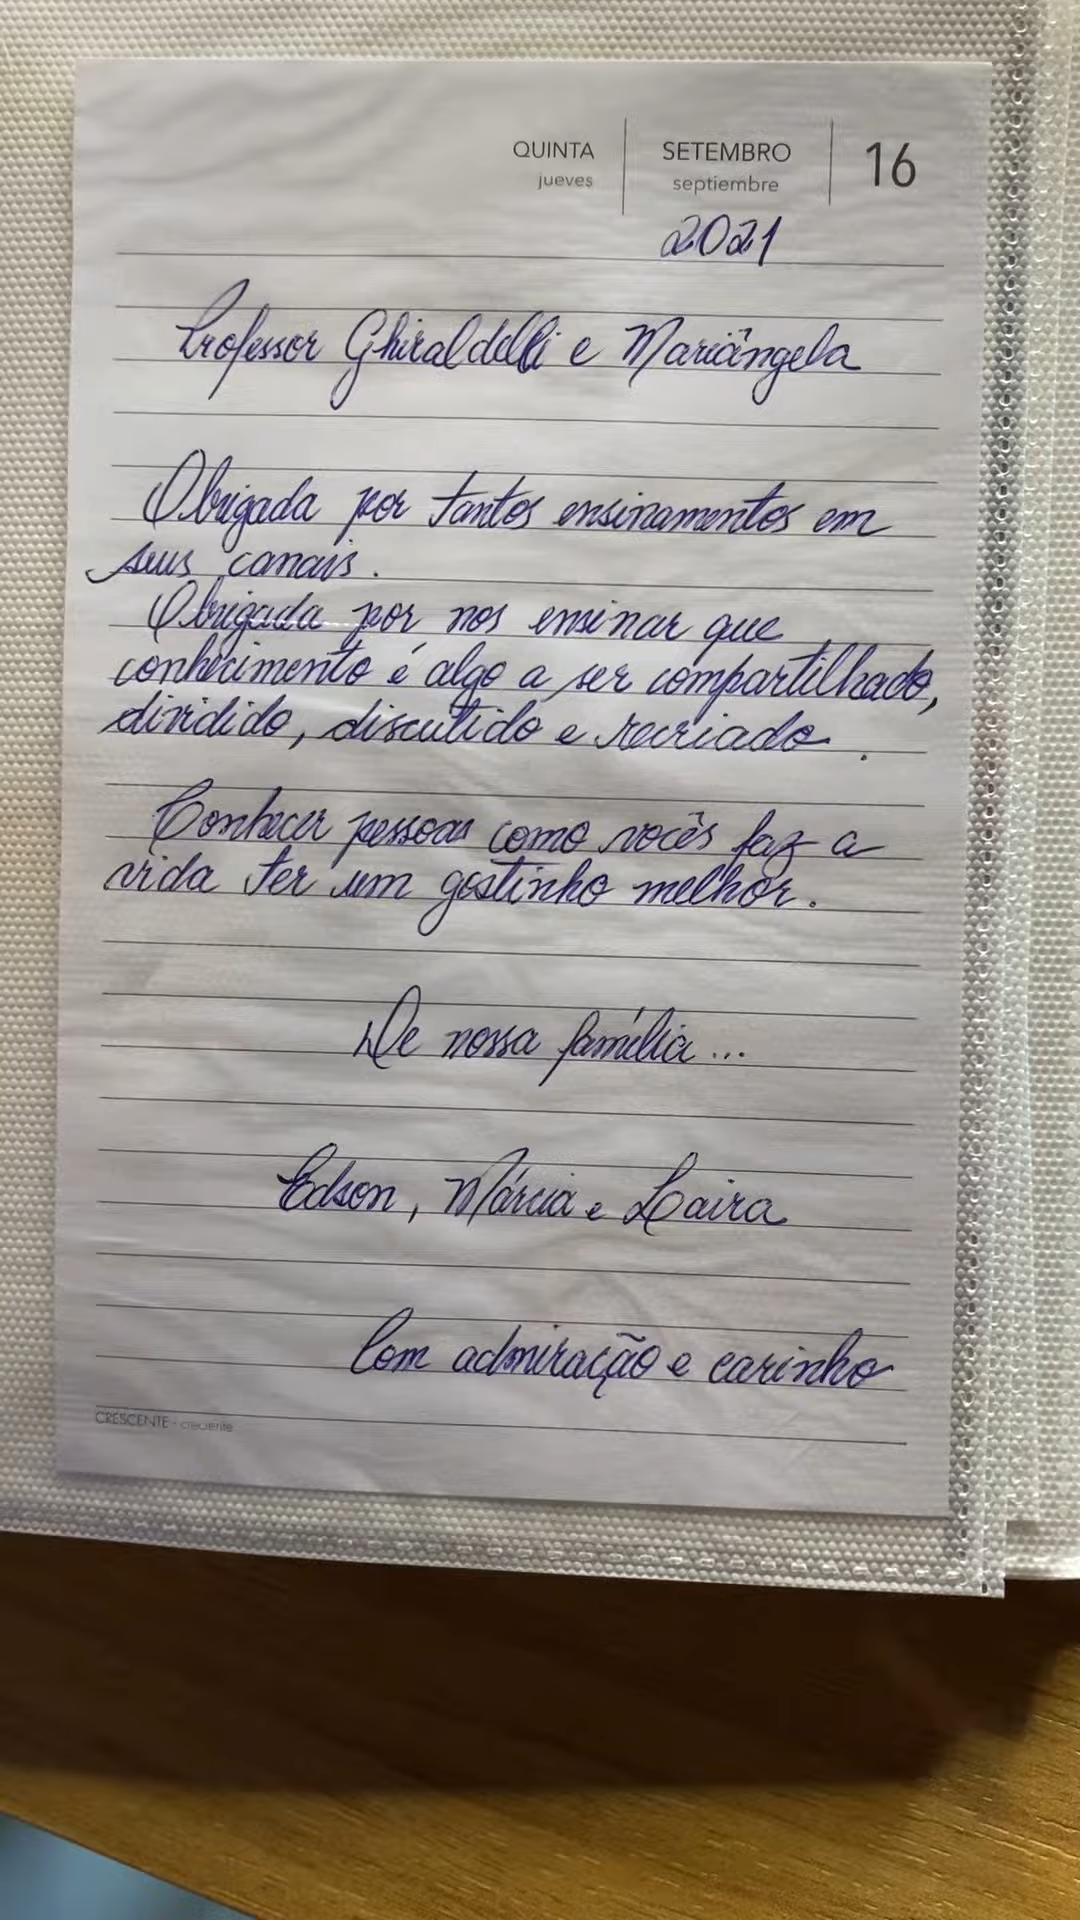 QUINTA SETEMBRO 16
jueves septiembre
2021
Professor Ghiraldelli e Mariângela
Obrigada por tantos ensinamentos em
seus canais.
Obrigada por nos ensinar que
conhecimento é algo a ser compartilhado,
dividido, discutido e recriado.
Conhecer pessoas como vocês faz a
vida ter um gostinho melhor.
De nossa família...
Edson, Márcia e Laira
Com admiração e carinho
CRESCENTE - creciente